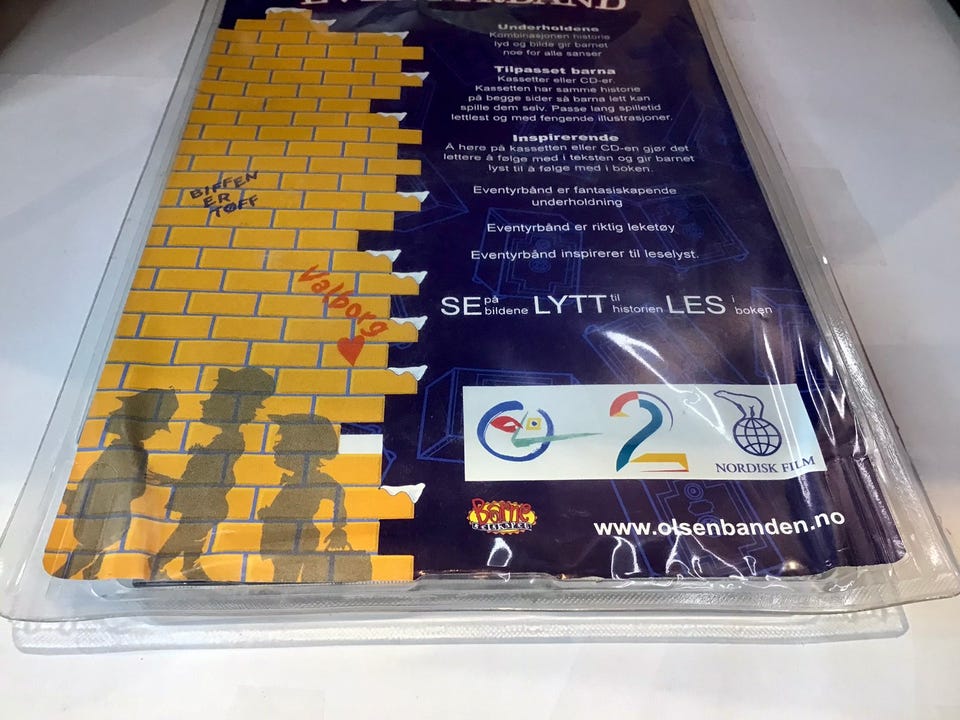 EVENTYRBÅND
Underholdene
Kombinasjonen historie
lyd og bilde gir barnet
noe for alle sanser
Tilpasset barna
Kassetter eller CD-er.
Kassetten har samme historie
på begge sider så barna lett kan
spille dem selv. Passe lang spilletid
lettlest og med fengende illustrasjoner.
Inspirerende
Å høre på kassetten eller CD-en gjør det
lettere å følge med i teksten og gir barnet
lyst til å følge med i boken.
Eventyrbånd er fantasiskapende
underholdning
Eventyrbånd er riktig leketøy
Eventyrbånd inspirerer til leselyst.
SE på bildene LYTT til historien LES i boken
BIFFEN
ER
TØFF
Valborg
2
NORDISK FILM
Barne
www.olsenbanden.no